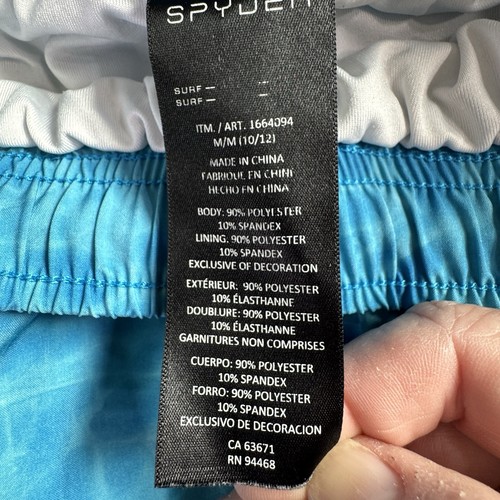 SPYDER
SURF —
SURF —
ITM. / ART. 1664094
M/M (10/12)
MADE IN CHINA
FABRIQUÉ EN CHINE
HECHO EN CHINA
BODY: 90% POLYESTER
10% SPANDEX
LINING: 90% POLYESTER
10% SPANDEX
EXCLUSIVE OF DECORATION
EXTÉRIEUR: 90% POLYESTER
10% ÉLASTHANNE
DOUBLURE: 90% POLYESTER
10% ÉLASTHANNE
GARNITURES NON COMPRISES
CUERPO: 90% POLYESTER
10% SPANDEX
FORRO: 90% POLYESTER
10% SPANDEX
EXCLUSIVO DE DECORACION
CA 63671
RN 94468